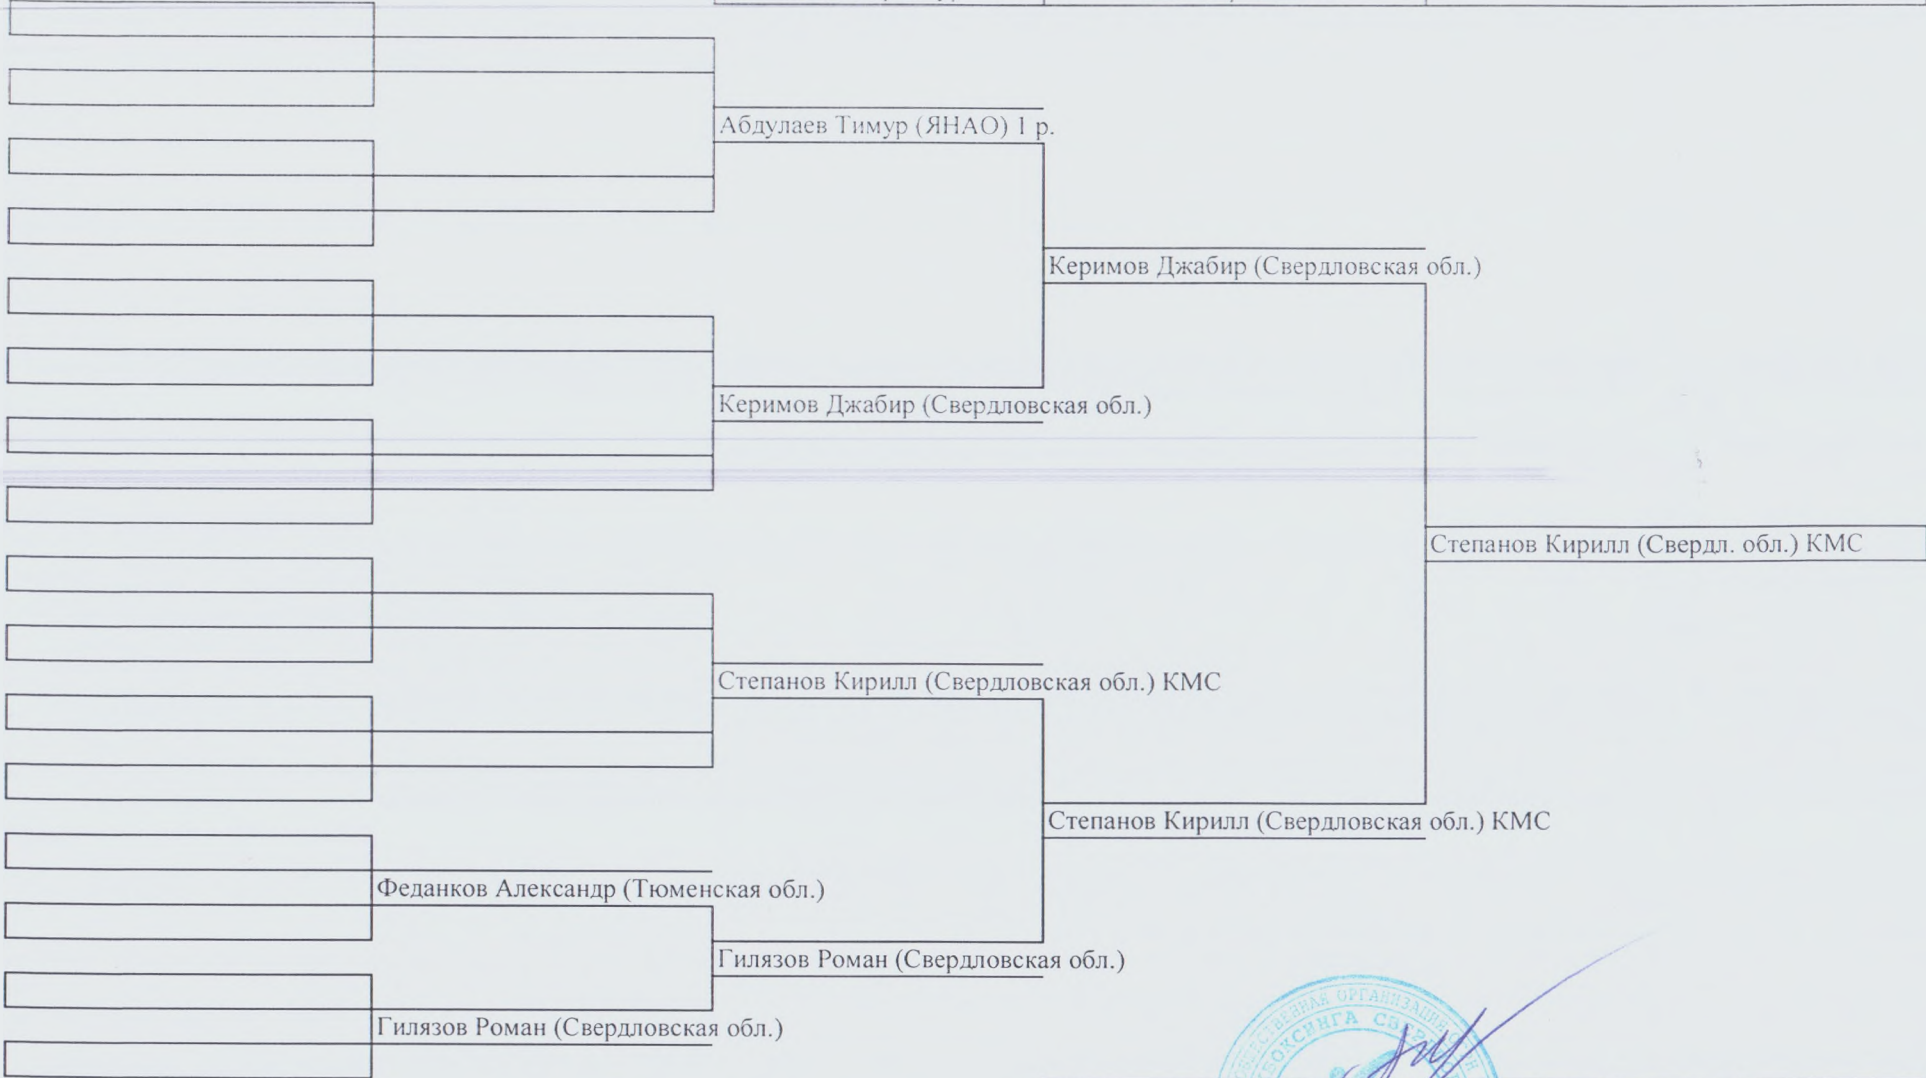 Абдулаев Тимур (ЯНАО) 1 р.
Керимов Джабир (Свердловская обл.)
Керимов Джабир (Свердловская обл.)
Степанов Кирилл (Свердл. обл.) КМС
Степанов Кирилл (Свердловская обл.) КМС
Степанов Кирилл (Свердловская обл.) КМС
Феданков Александр (Тюменская обл.)
Гилязов Роман (Свердловская обл.)
Гилязов Роман (Свердловская обл.)